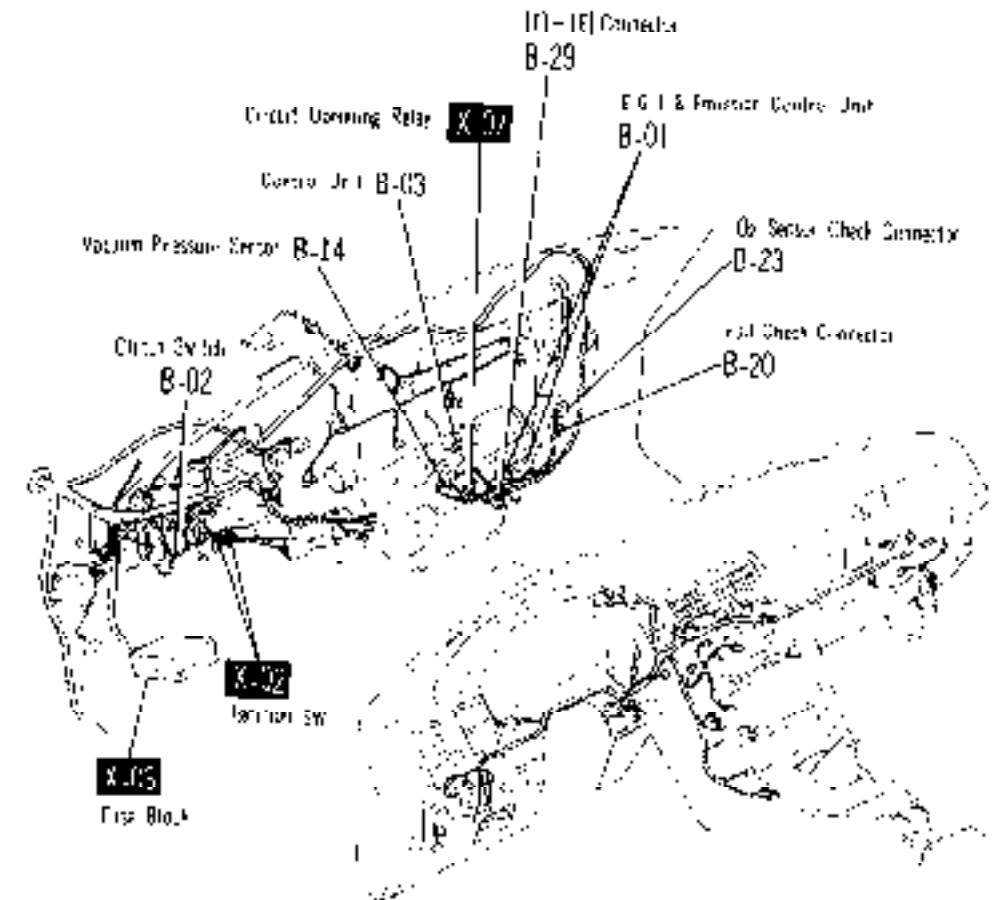 [F]-[E] Connector
B-29
Circuit Opening Relay X-07
E G I & Emission Control Unit
B-01
Control Unit B-03
Vacuum Pressure Sensor B-14
O2 Sensor Check Connector
B-23
Check Connector
B-20
Clutch Switch
B-02
X-02
Ignition SW
X-05
Fuse Block